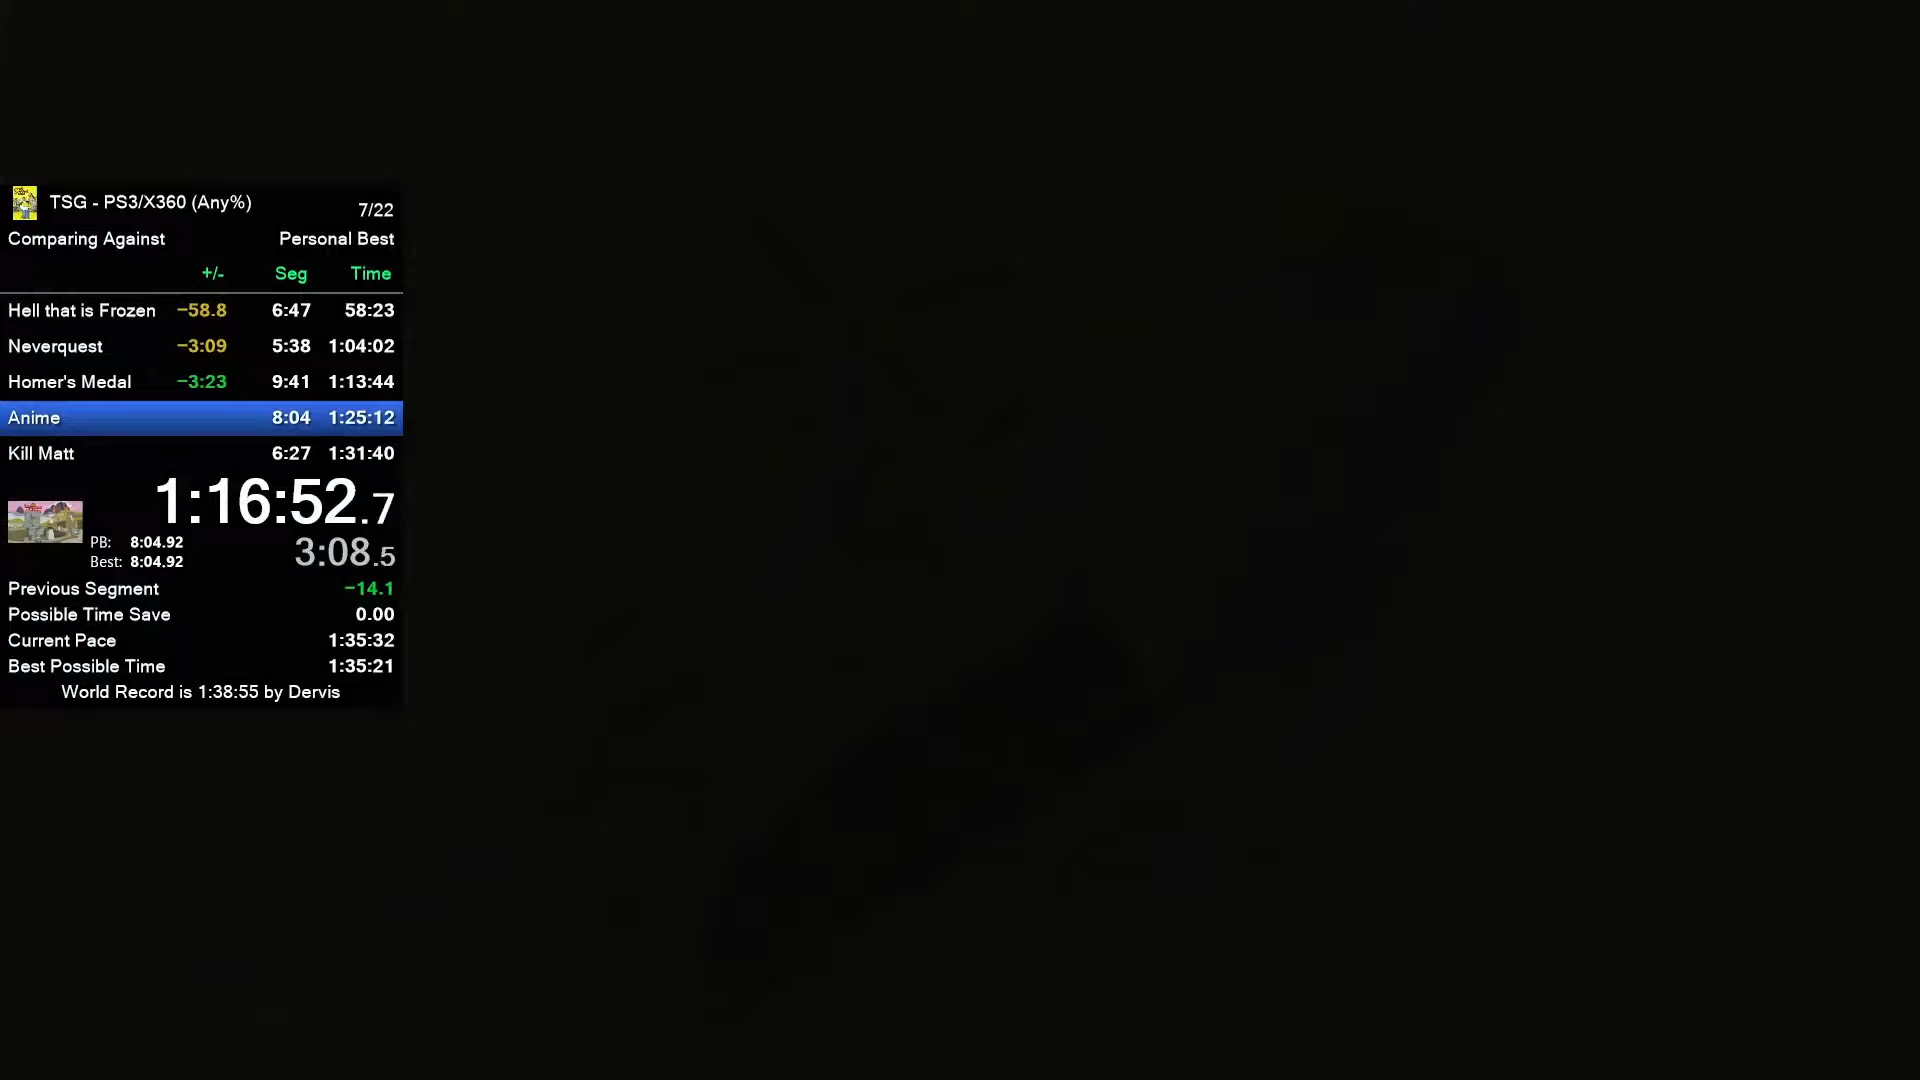 TSG - PS3/X360 (Any%)
7/22
Comparing Against Personal Best
+/- Seg Time
Hell that is Frozen −58.8 6:47 58:23
Neverquest −3:09 5:38 1:04:02
Homer's Medal −3:23 9:41 1:13:44
Anime 8:04 1:25:12
Kill Matt 6:27 1:31:40
1:16:52.7
PB: 8:04.92
3:08.5
Best: 8:04.92
Previous Segment −14.1
Possible Time Save 0.00
Current Pace 1:35:32
Best Possible Time 1:35:21
World Record is 1:38:55 by Dervis